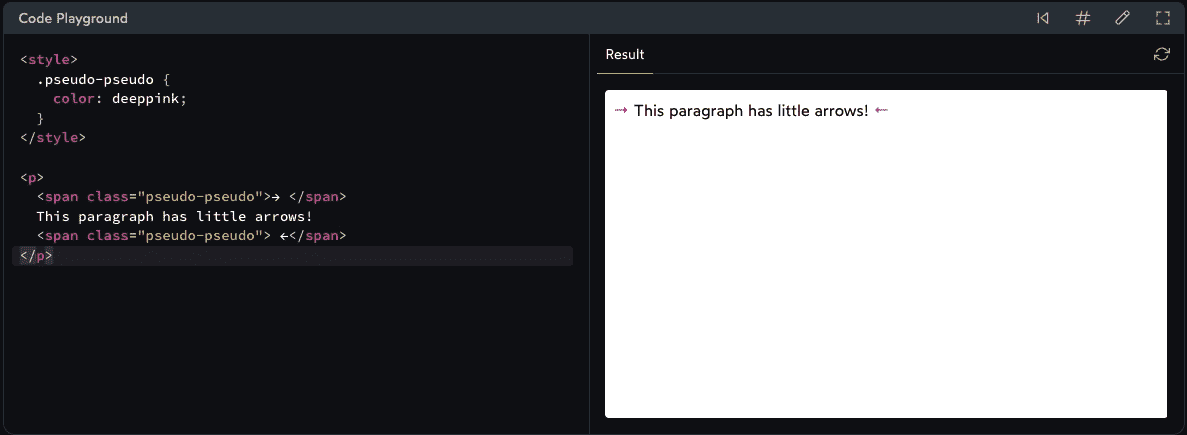 Code Playground
<style>
  .pseudo-pseudo {
    color: deeppink;
  }
</style>

<p>
  <span class="pseudo-pseudo">→ </span>
  This paragraph has little arrows!
  <span class="pseudo-pseudo"> ←</span>
</p>
Result
→ This paragraph has little arrows! ←